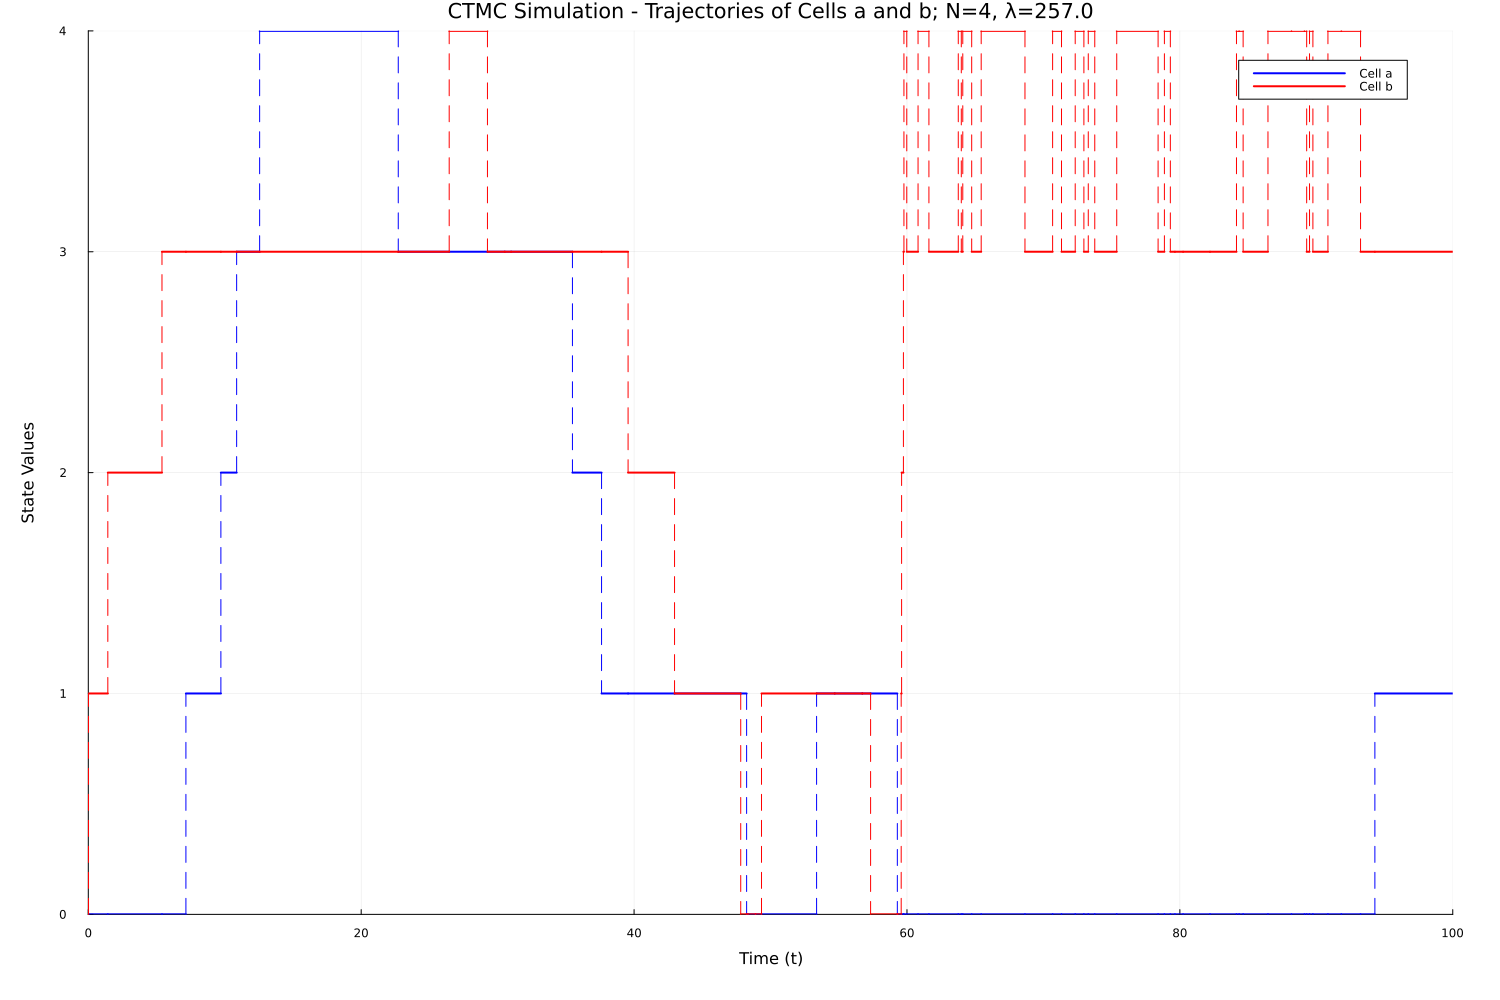 CTMC Simulation - Trajectories of Cells a and b; N=4, λ=257.0
4
3
2
1
0
State Values
Cell a
Cell b
0 20 40 60 80 100
Time (t)